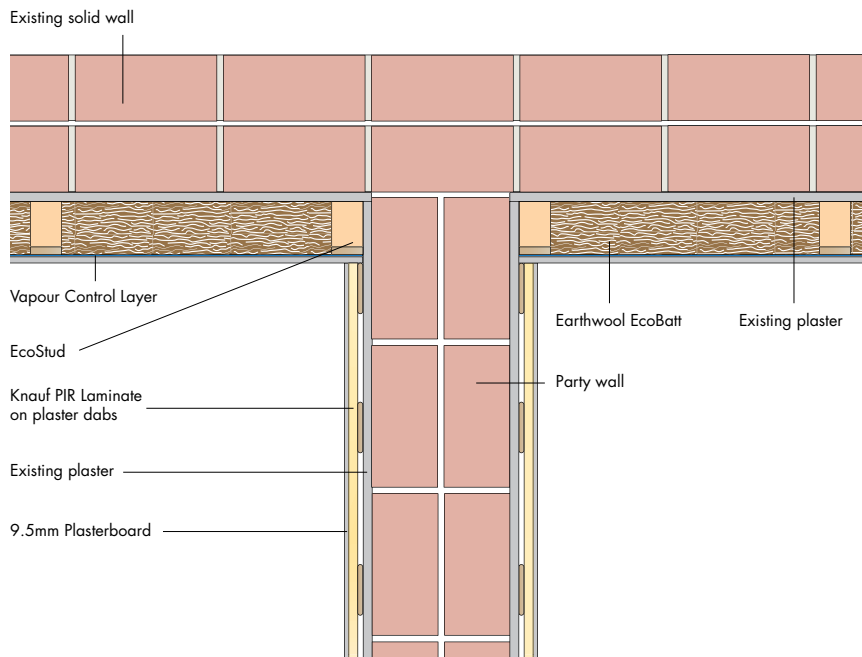 Existing solid wall
Vapour Control Layer
Earthwool EcoBatt
Existing plaster
EcoStud
Party wall
Knauf PIR Laminate
on plaster dabs
Existing plaster
9.5mm Plasterboard